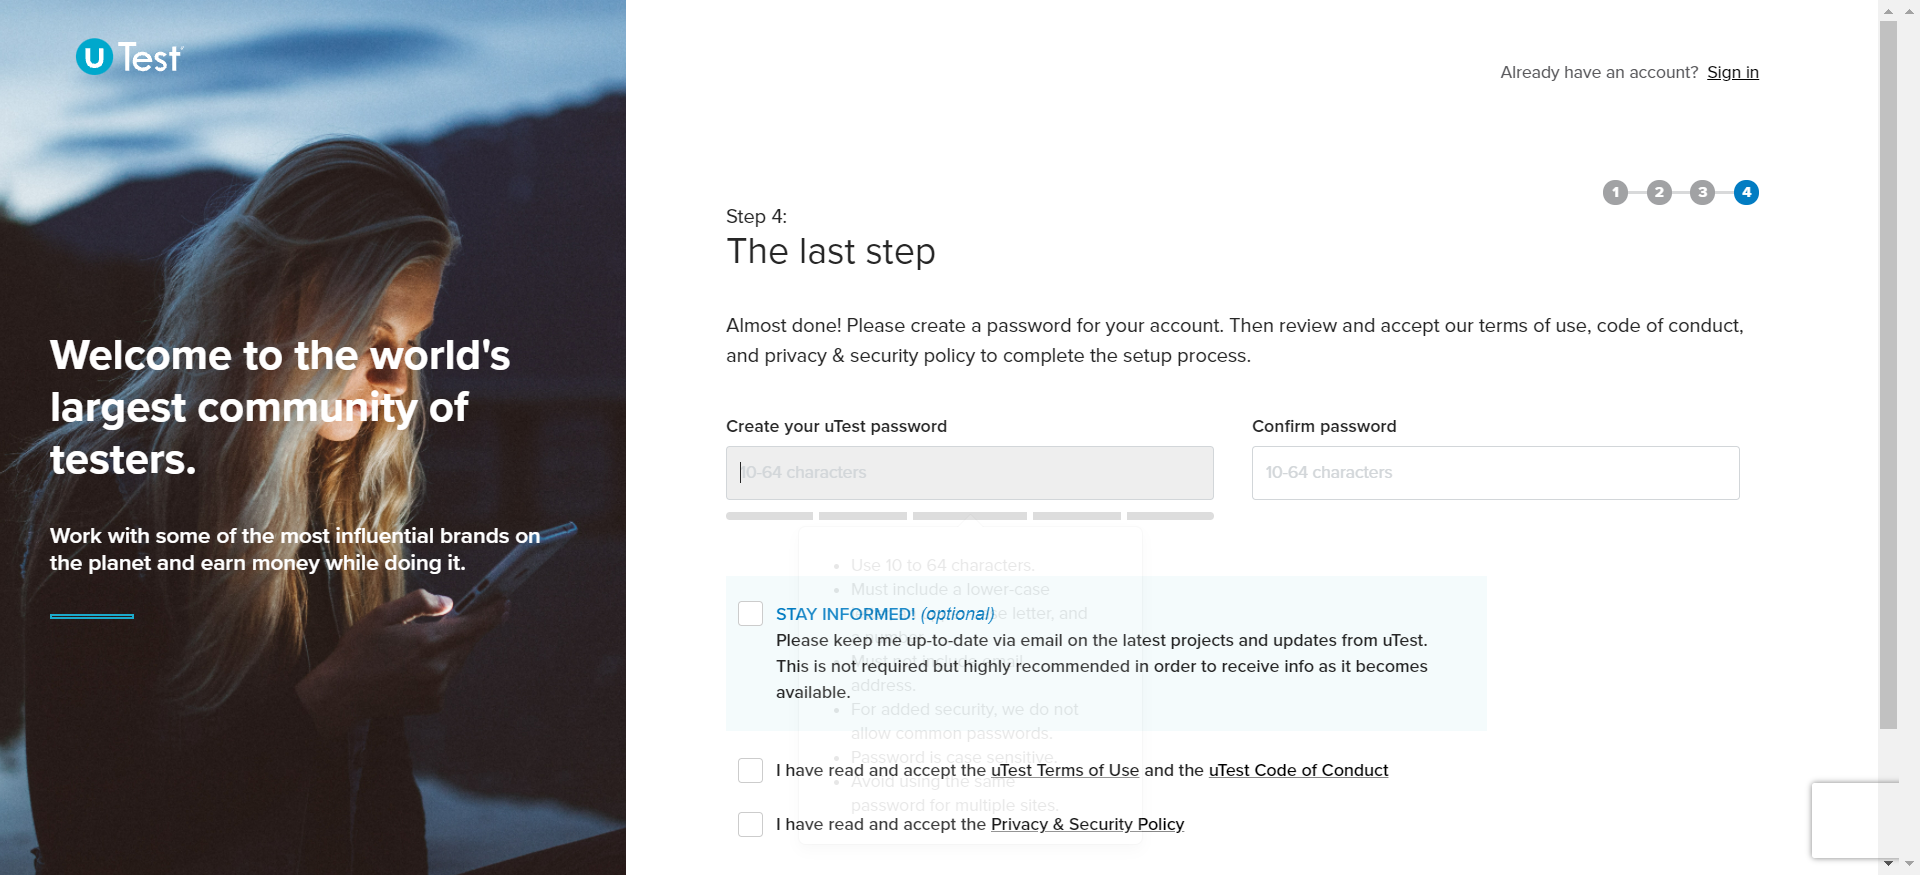 U Test
Already have an account? Sign in
1 2 3 4
Step 4:
The last step
Almost done! Please create a password for your account. Then review and accept our terms of use, code of conduct,
and privacy & security policy to complete the setup process.
Welcome to the world's
largest community of
testers.
Work with some of the most influential brands on
the planet and earn money while doing it.
Create your uTest password
10-64 characters
Confirm password
10-64 characters
Use 10 to 64 characters.
Must include a lower-case
letter, and
address.
For added security, we do not
allow common passwords.
Password is case sensitive.
Avoid using the same
password for multiple sites.
STAY INFORMED! (optional)
Please keep me up-to-date via email on the latest projects and updates from uTest.
This is not required but highly recommended in order to receive info as it becomes
available.
I have read and accept the uTest Terms of Use and the uTest Code of Conduct
I have read and accept the Privacy & Security Policy